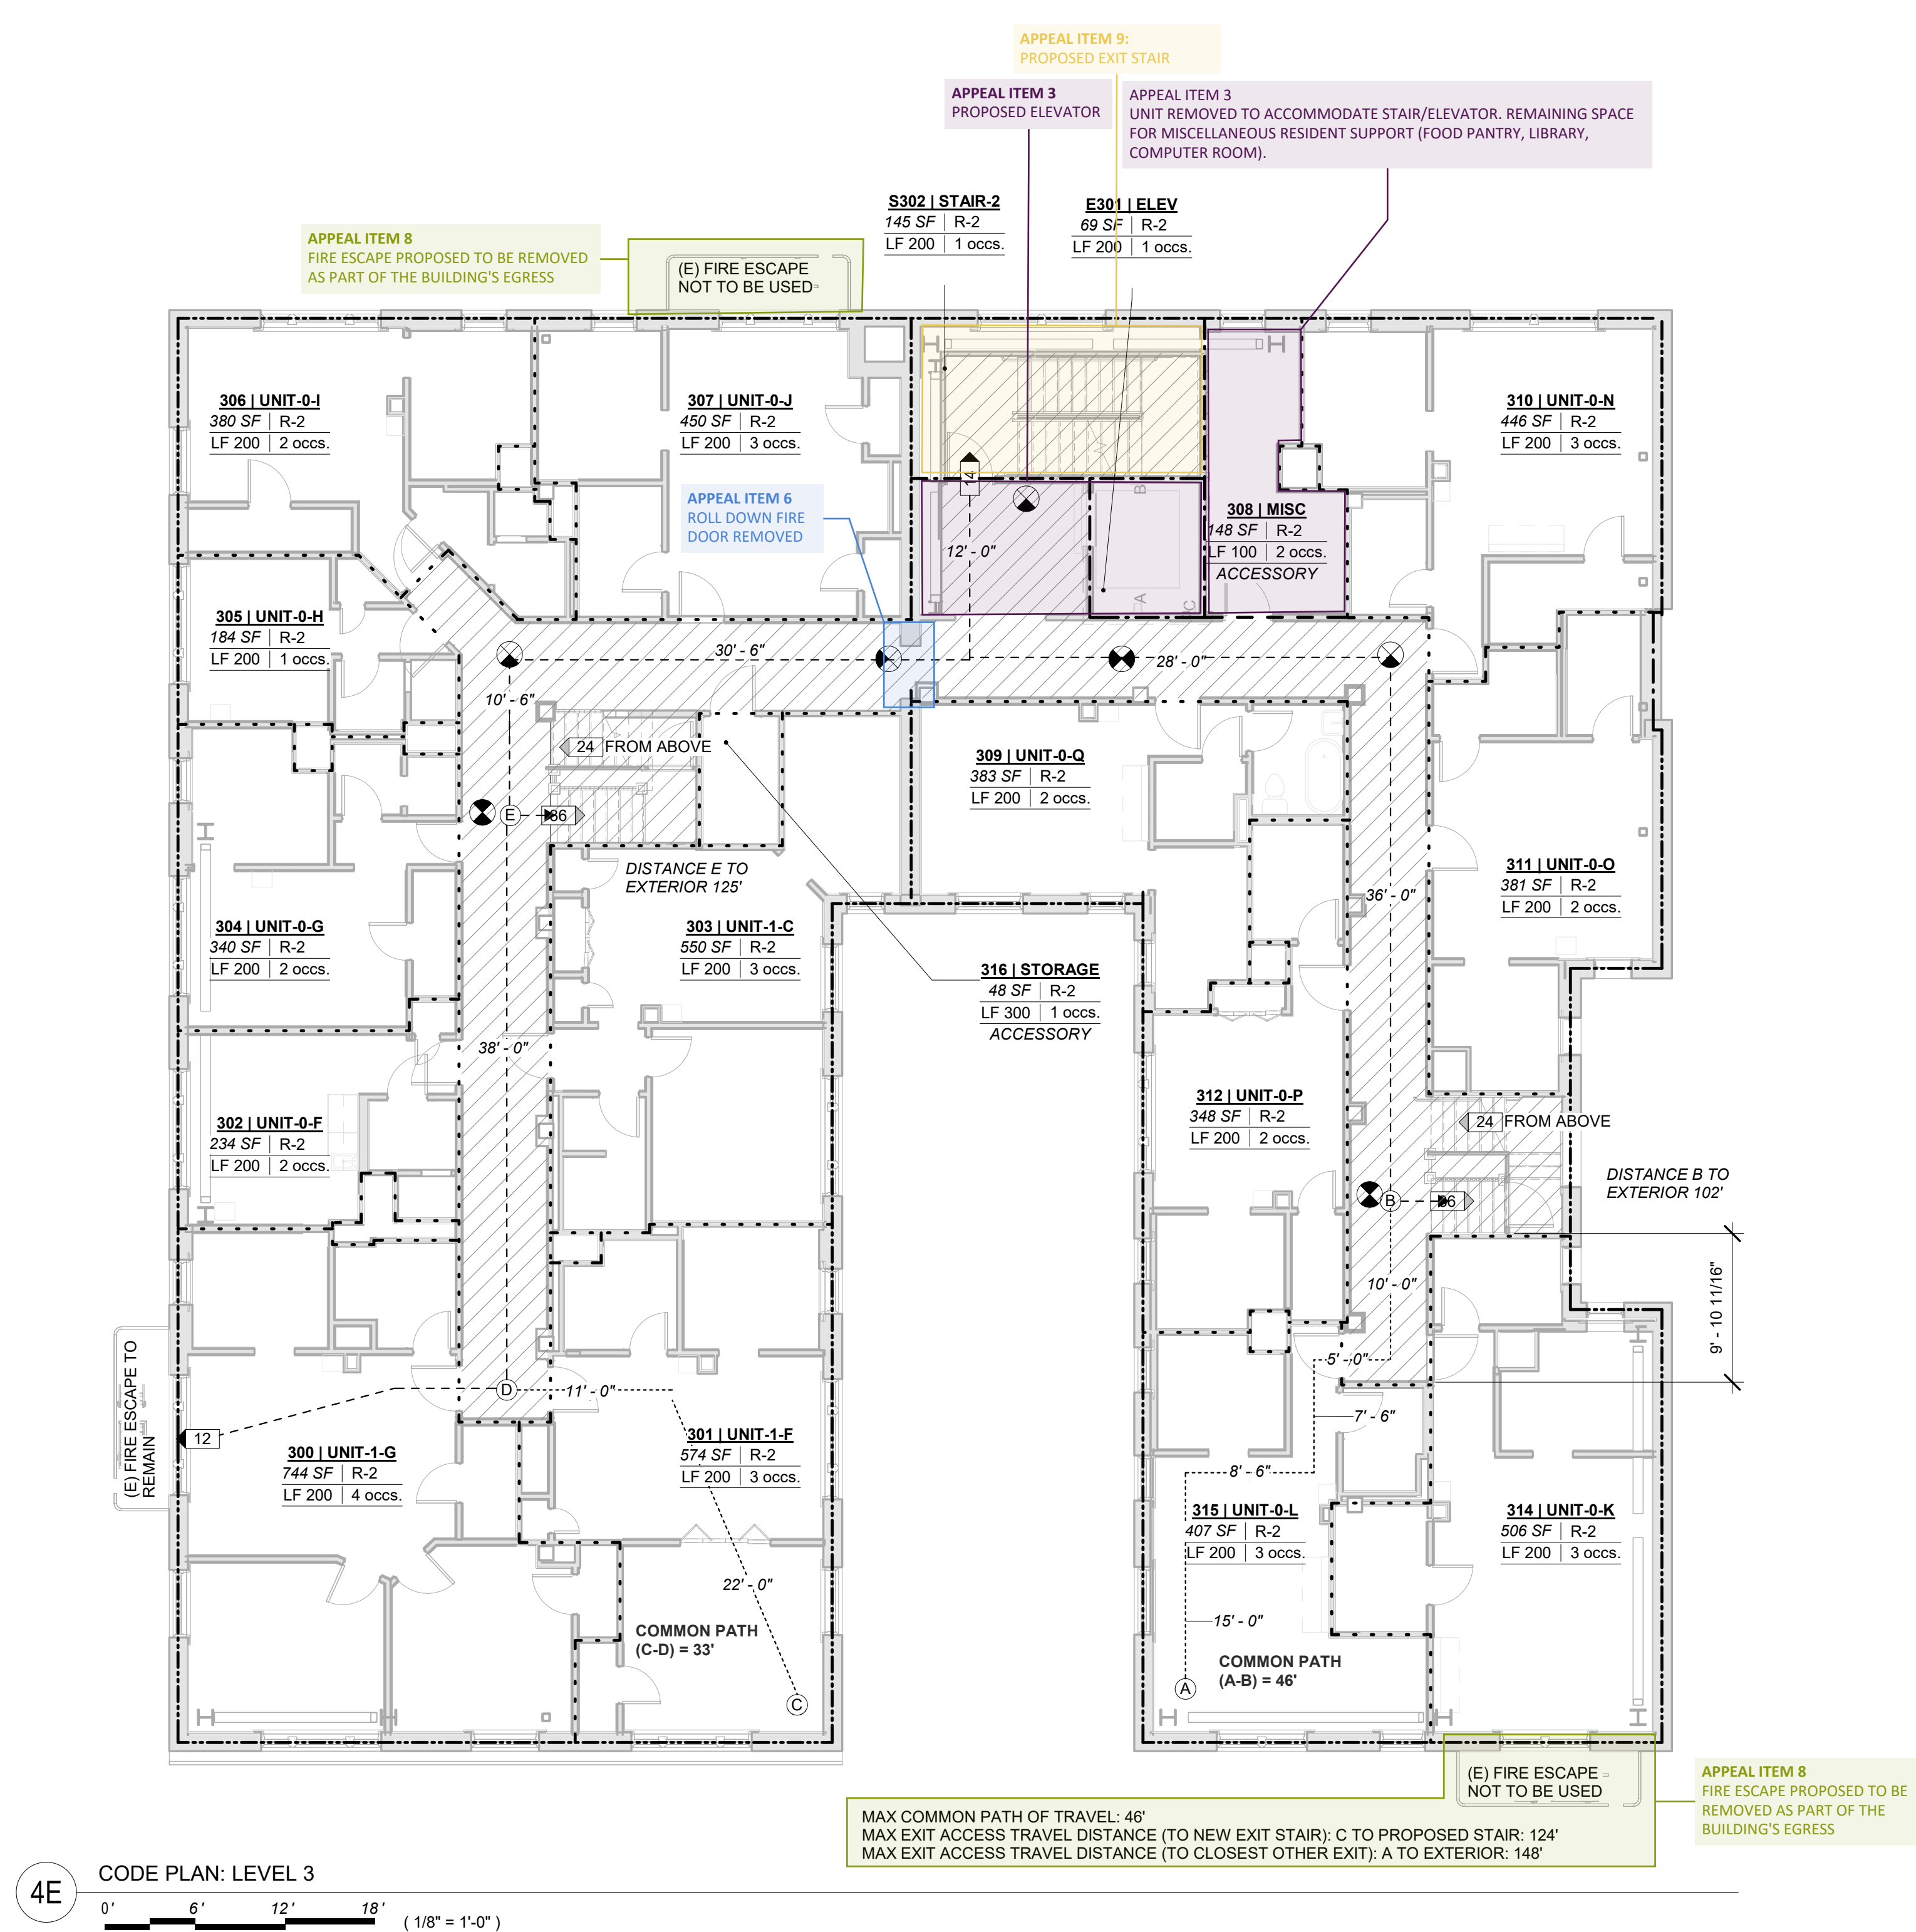 APPEAL ITEM 9:
PROPOSED EXIT STAIR
APPEAL ITEM 3
PROPOSED ELEVATOR
APPEAL ITEM 3
UNIT REMOVED TO ACCOMMODATE STAIR/ELEVATOR. REMAINING SPACE
FOR MISCELLANEOUS RESIDENT SUPPORT (FOOD PANTRY, LIBRARY,
COMPUTER ROOM).
S302 | STAIR-2
145 SF | R-2
LF 200 | 1 occs.
E301 | ELEV
69 SF | R-2
LF 200 | 1 occs.
APPEAL ITEM 8
FIRE ESCAPE PROPOSED TO BE REMOVED
AS PART OF THE BUILDING'S EGRESS
(E) FIRE ESCAPE
NOT TO BE USED
306 | UNIT-0-I
380 SF | R-2
LF 200 | 2 occs.
307 | UNIT-0-J
450 SF | R-2
LF 200 | 3 occs.
310 | UNIT-0-N
446 SF | R-2
LF 200 | 3 occs.
APPEAL ITEM 6
ROLL DOWN FIRE
DOOR REMOVED
14
B
A
C
12' - 0"
308 | MISC
148 SF | R-2
LF 100 | 2 occs.
ACCESSORY
305 | UNIT-0-H
184 SF | R-2
LF 200 | 1 occs.
30' - 6"
28' - 0"
10' - 6"
24 FROM ABOVE
309 | UNIT-0-Q
383 SF | R-2
LF 200 | 2 occs.
E
86
DISTANCE E TO
EXTERIOR 125'
311 | UNIT-0-O
381 SF | R-2
LF 200 | 2 occs.
36' - 0"
304 | UNIT-0-G
340 SF | R-2
LF 200 | 2 occs.
303 | UNIT-1-C
550 SF | R-2
LF 200 | 3 occs.
316 | STORAGE
48 SF | R-2
LF 300 | 1 occs.
ACCESSORY
38' - 0"
302 | UNIT-0-F
234 SF | R-2
LF 200 | 2 occs.
312 | UNIT-0-P
348 SF | R-2
LF 200 | 2 occs.
24 FROM ABOVE
DISTANCE B TO
EXTERIOR 102'
B
10' - 0"
9' - 10 11/16"
5' - 0"
(E) FIRE ESCAPE TO
REMAIN
12
D
11' - 0"
7' - 6"
300 | UNIT-1-G
744 SF | R-2
LF 200 | 4 occs.
301 | UNIT-1-F
574 SF | R-2
LF 200 | 3 occs.
8' - 6"
315 | UNIT-0-L
407 SF | R-2
LF 200 | 3 occs.
314 | UNIT-0-K
506 SF | R-2
LF 200 | 3 occs.
22' - 0"
15' - 0"
COMMON PATH
(C-D) = 33'
C
COMMON PATH
(A-B) = 46'
A
(E) FIRE ESCAPE
NOT TO BE USED
APPEAL ITEM 8
FIRE ESCAPE PROPOSED TO BE
REMOVED AS PART OF THE
BUILDING'S EGRESS
MAX COMMON PATH OF TRAVEL: 46'
MAX EXIT ACCESS TRAVEL DISTANCE (TO NEW EXIT STAIR): C TO PROPOSED STAIR: 124'
MAX EXIT ACCESS TRAVEL DISTANCE (TO CLOSEST OTHER EXIT): A TO EXTERIOR: 148'
4E
CODE PLAN: LEVEL 3
0' 6' 12' 18'
( 1/8" = 1'-0" )